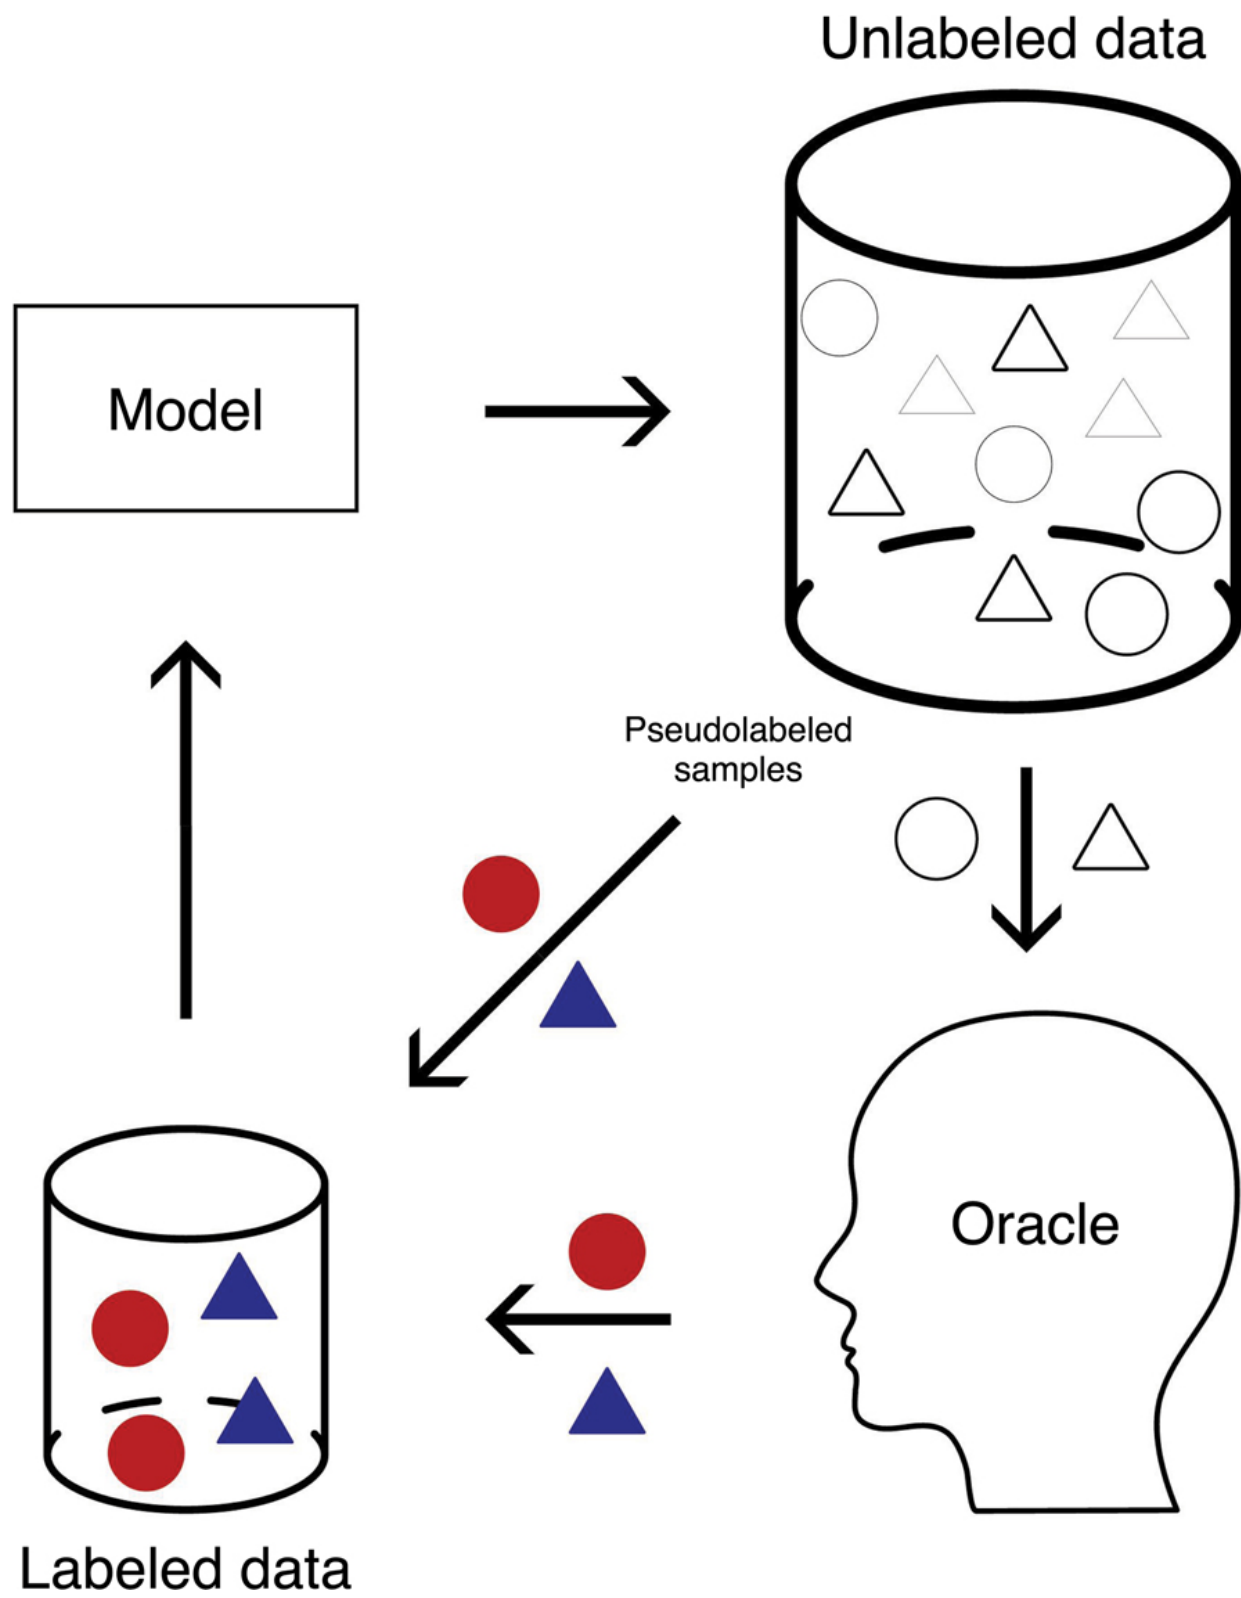 Unlabeled data
Model
Pseudolabeled
samples
Oracle
Labeled data